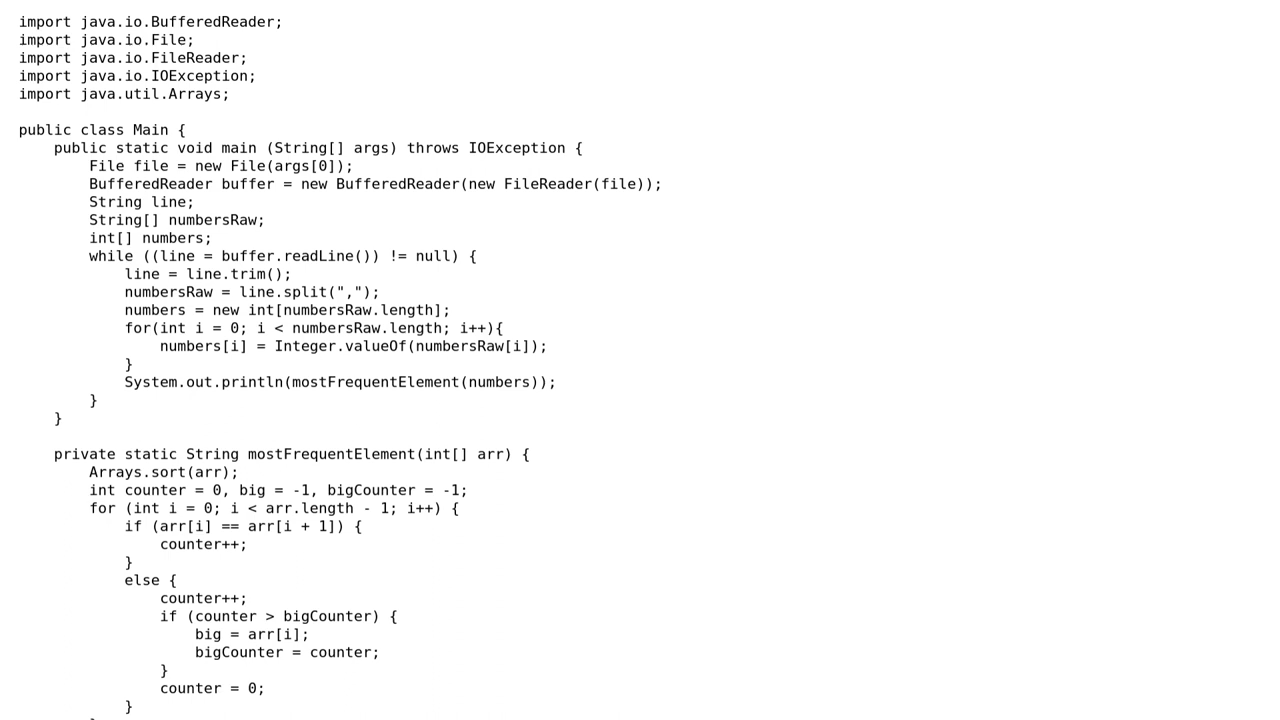 import java.io.BufferedReader;
import java.io.File;
import java.io.FileReader;
import java.io.IOException;
import java.util.Arrays;

public class Main {
    public static void main (String[] args) throws IOException {
        File file = new File(args[0]);
        BufferedReader buffer = new BufferedReader(new FileReader(file));
        String line;
        String[] numbersRaw;
        int[] numbers;
        while ((line = buffer.readLine()) != null) {
            line = line.trim();
            numbersRaw = line.split(",");
            numbers = new int[numbersRaw.length];
            for(int i = 0; i < numbersRaw.length; i++){
                numbers[i] = Integer.valueOf(numbersRaw[i]);
            }
            System.out.println(mostFrequentElement(numbers));
        }
    }

    private static String mostFrequentElement(int[] arr) {
        Arrays.sort(arr);
        int counter = 0, big = -1, bigCounter = -1;
        for (int i = 0; i < arr.length - 1; i++) {
            if (arr[i] == arr[i + 1]) {
                counter++;
            }
            else {
                counter++;
                if (counter > bigCounter) {
                    big = arr[i];
                    bigCounter = counter;
                }
                counter = 0;
            }